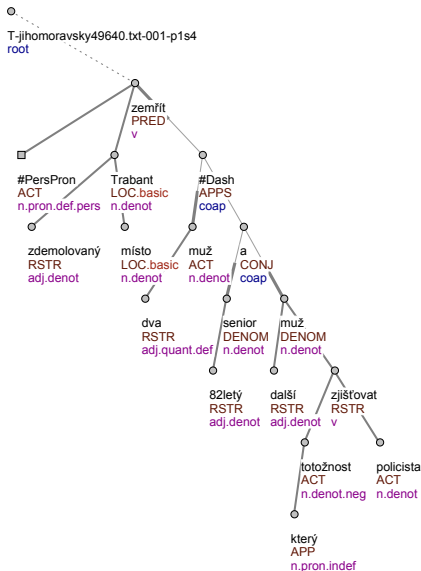 T-jihomoravsky49640.txt-001-p1s4
root
zemřít
PRED
v
#PersPron
ACT
n.pron.def.pers
Trabant
LOC.basic
n.denot
#Dash
APPS
coap
zdemolovaný
RSTR
adj.denot
místo
LOC.basic
n.denot
muž
ACT
n.denot
a
CONJ
coap
dva
RSTR
adj.quant.def
senior
DENOM
n.denot
muž
DENOM
n.denot
82letý
RSTR
adj.denot
další
RSTR
adj.denot
zjišťovat
RSTR
v
totožnost
ACT
n.denot.neg
policista
ACT
n.denot
který
APP
n.pron.indef